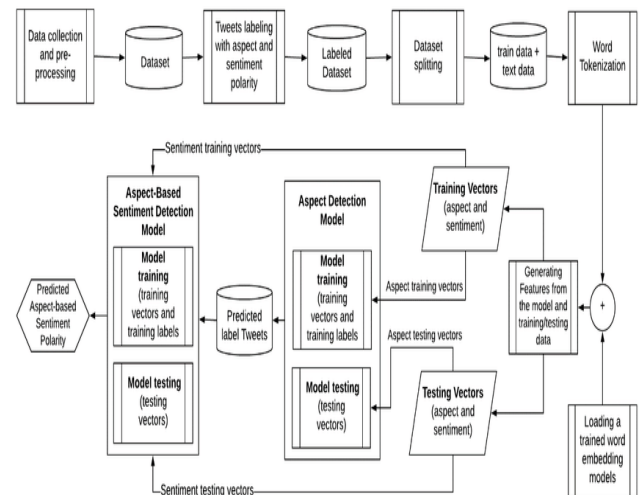 Data collection
and pre-
processing
Dataset
Tweets labeling
with aspect and
sentiment
polarity
Labeled
Dataset
Dataset
splitting
train data +
text data
Word
Tokenization
Sentiment training vectors
Aspect-Based
Sentiment Detection
Model
Model
training
(training
vectors and
training labels
Model testing
(testing
vectors)
Predicted
Aspect-based
Sentiment
Polarity
Predicted
label Tweets
Aspect Detection
Model
Model
training
(training
vectors and
training labels
Model testing
(testing
vectors)
Training Vectors
(aspect and
sentiment)
Aspect training vectors
Aspect testing vectors
Testing Vectors
(aspect and
sentiment)
Generating
Features from
the model and
training/testing
data
+
Loading a
trained word
embedding
models
Sentiment testing vectors